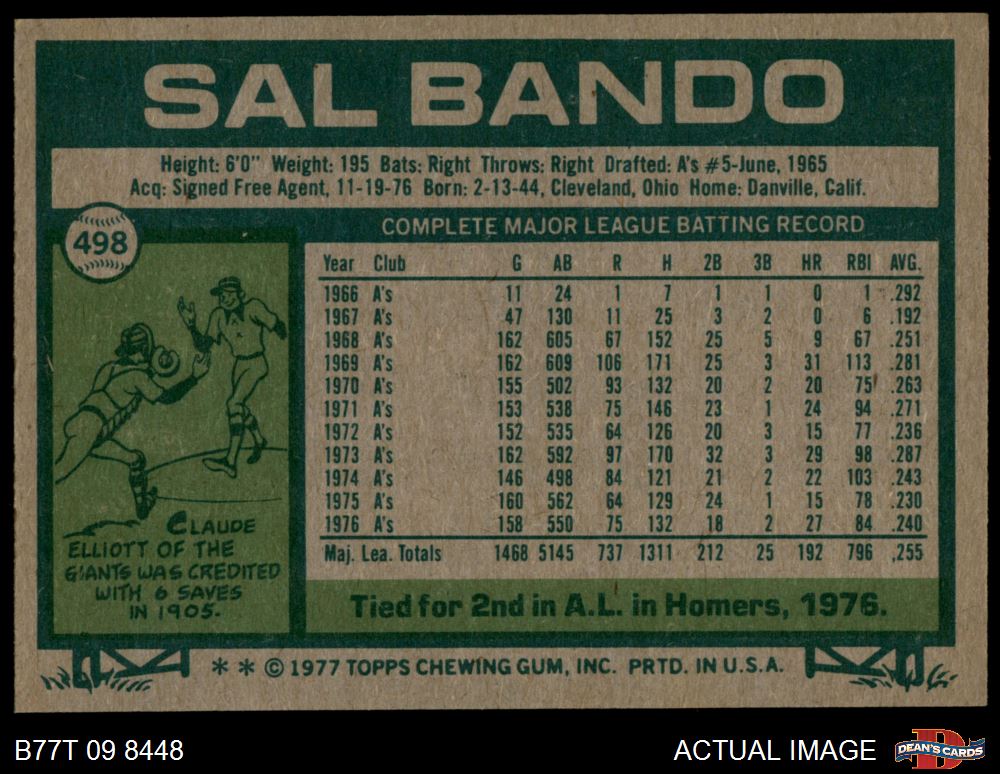 SAL BANDO
Height: 6'0" Weight: 195 Bats: Right Throws: Right Drafted: A's #5-June, 1965
Acq: Signed Free Agent, 11-19-76 Born: 2-13-44, Cleveland, Ohio Home: Danville, Calif.
498
COMPLETE MAJOR LEAGUE BATTING RECORD
Year Club G AB R H 2B 3B HR RBI AVG.
1966 A's 11 24 1 7 1 1 0 1 .292
1967 A's 47 130 11 25 3 2 0 6 .192
1968 A's 162 605 67 152 25 5 9 67 .251
1969 A's 162 609 106 171 25 3 31 113 .281
1970 A's 155 502 93 132 20 2 20 75 .263
1971 A's 153 538 75 146 23 1 24 94 .271
1972 A's 152 535 64 126 20 3 15 77 .236
1973 A's 162 592 97 170 32 3 29 98 .287
1974 A's 146 498 84 121 21 2 22 103 .243
1975 A's 160 562 64 129 24 1 15 78 .230
1976 A's 158 550 75 132 18 2 27 84 .240
Maj. Lea. Totals 1468 5145 737 1311 212 25 192 796 .255
CLAUDE
ELLIOTT OF THE
GIANTS WAS CREDITED
WITH 6 SAVES
IN 1905.
Tied for 2nd in A.L. in Homers, 1976.
* * © 1977 TOPPS CHEWING GUM, INC. PRTD. IN U.S.A.
B77T 09 8448
ACTUAL IMAGE
DEAN'S CARDS